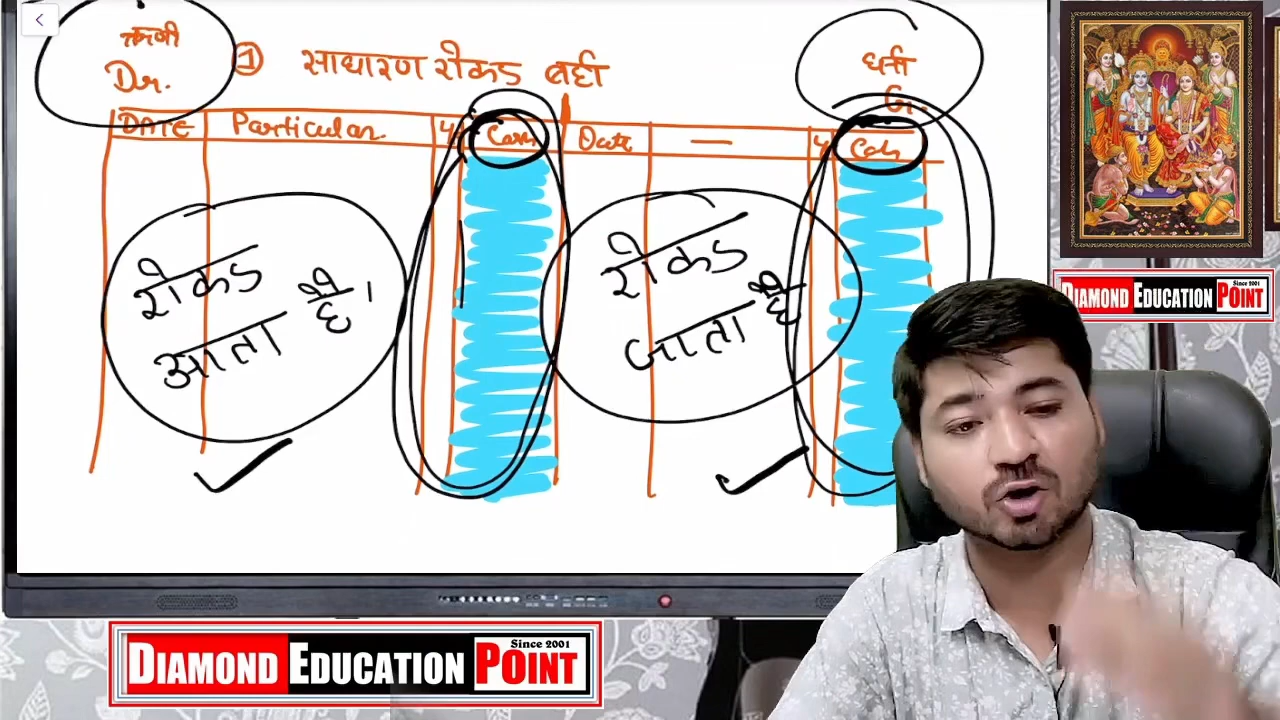 ऋणी
Dr.
① साधारण रोकड बही
धनी
Cr.
DATE Particular Cash Date —
रोकड
आता है।
रोकड
जाता है
Since 2001
DIAMOND EDUCATION POINT
Since 2001
DIAMOND EDUCATION POINT